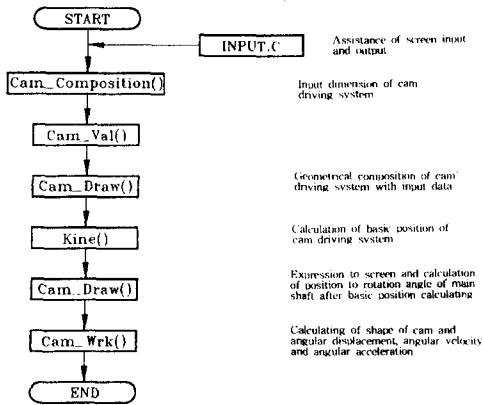 START
INPUT.C
Assistance of screen input
and output
Cam_Composition()
Input dimension of cam
driving system
Cam_Val()
Cam_Draw()
Geometrical composition of cam
driving system with input data
Kine()
Calculation of basic position of
cam driving system
Cam_Draw()
Expression to screen and calculation
of position to rotation angle of main
shaft after basic position calculating
Cam_Wrk()
Calculating of shape of cam and
angular displacement, angular velocity
and angular acceleration
END